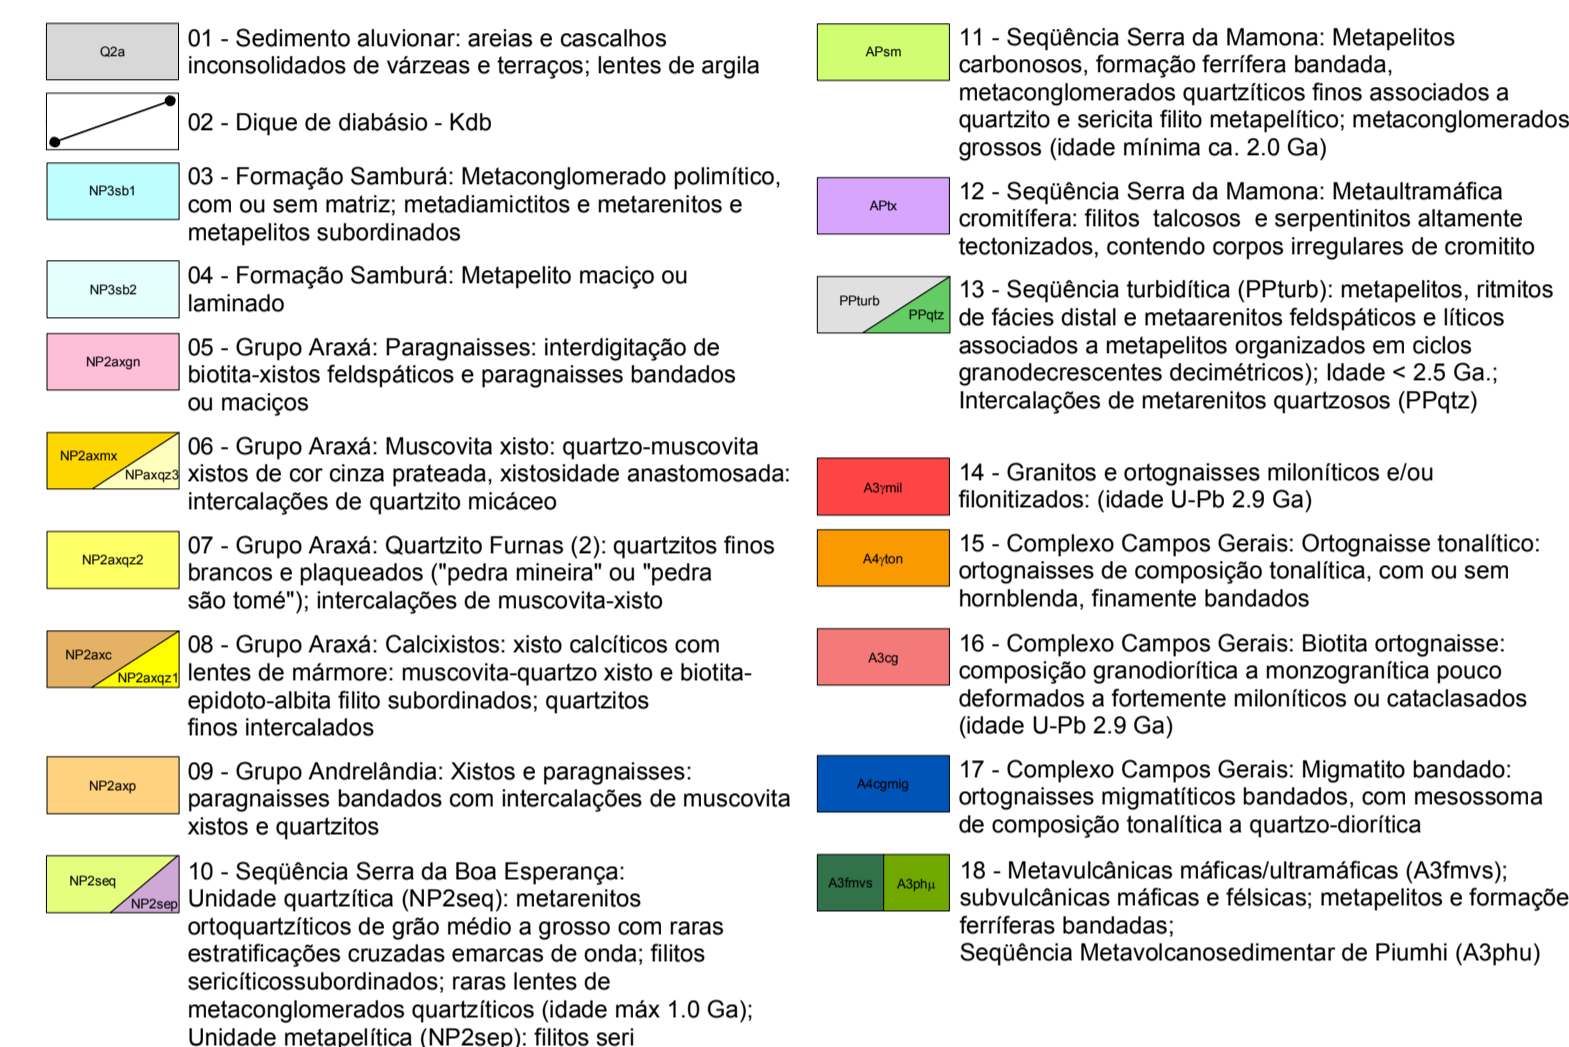 Q2a
01 - Sedimento aluvionar: areias e cascalhos
inconsolidados de várzeas e terraços; lentes de argila
02 - Dique de diabásio - Kdb
NP3sb1
03 - Formação Samburá: Metaconglomerado polimítico,
com ou sem matriz; metadiamictitos e metarenitos e
metapelitos subordinados
NP3sb2
04 - Formação Samburá: Metapelito maciço ou
laminado
NP2axgn
05 - Grupo Araxá: Paragnaisses: interdigitação de
biotita-xistos feldspáticos e paragnaisses bandados
ou maciços
NP2axmx
NPaxqz3
06 - Grupo Araxá: Muscovita xisto: quartzo-muscovita
xistos de cor cinza prateada, xistosidade anastomosada:
intercalações de quartzito micáceo
NP2axqz2
07 - Grupo Araxá: Quartzito Furnas (2): quartzitos finos
brancos e plaqueados ("pedra mineira" ou "pedra
são tomé"); intercalações de muscovita-xisto
NP2axc
NP2axqz1
08 - Grupo Araxá: Calcixistos: xisto calcíticos com
lentes de mármore: muscovita-quartzo xisto e biotita-
epidoto-albita filito subordinados; quartzitos
finos intercalados
NP2axp
09 - Grupo Andrelândia: Xistos e paragnaisses:
paragnaisses bandados com intercalações de muscovita
xistos e quartzitos
NP2seq
NP2sep
10 - Seqüência Serra da Boa Esperança:
Unidade quartzítica (NP2seq): metarenitos
ortoquartzíticos de grão médio a grosso com raras
estratificações cruzadas emarcas de onda; filitos
sericíticossubordinados; raras lentes de
metaconglomerados quartzíticos (idade máx 1.0 Ga);
Unidade metapelítica (NP2sep): filitos seri
APsm
11 - Seqüência Serra da Mamona: Metapelitos
carbonosos, formação ferrífera bandada,
metaconglomerados quartzíticos finos associados a
quartzito e sericita filito metapelítico; metaconglomerados
grossos (idade mínima ca. 2.0 Ga)
APtx
12 - Seqüência Serra da Mamona: Metaultramáfica
cromitífera: filitos talcosos e serpentinitos altamente
tectonizados, contendo corpos irregulares de cromitito
PPturb
PPqtz
13 - Seqüência turbidítica (PPturb): metapelitos, ritmitos
de fácies distal e metaarenitos feldspáticos e líticos
associados a metapelitos organizados em ciclos
granodecrescentes decimétricos); Idade < 2.5 Ga.;
Intercalações de metarenitos quartzosos (PPqtz)
A3γmil
14 - Granitos e ortognaisses miloníticos e/ou
filonitizados: (idade U-Pb 2.9 Ga)
A4γton
15 - Complexo Campos Gerais: Ortognaisse tonalítico:
ortognaisses de composição tonalítica, com ou sem
hornblenda, finamente bandados
A3cg
16 - Complexo Campos Gerais: Biotita ortognaisse:
composição granodiorítica a monzogranítica pouco
deformados a fortemente miloníticos ou cataclasados
(idade U-Pb 2.9 Ga)
A4cgmig
17 - Complexo Campos Gerais: Migmatito bandado:
ortognaisses migmatíticos bandados, com mesossoma
de composição tonalítica a quartzo-diorítica
A3fmvs
A3phμ
18 - Metavulcânicas máficas/ultramáficas (A3fmvs);
subvulcânicas máficas e félsicas; metapelitos e formaçõe
ferríferas bandadas;
Seqüência Metavolcanosedimentar de Piumhi (A3phu)